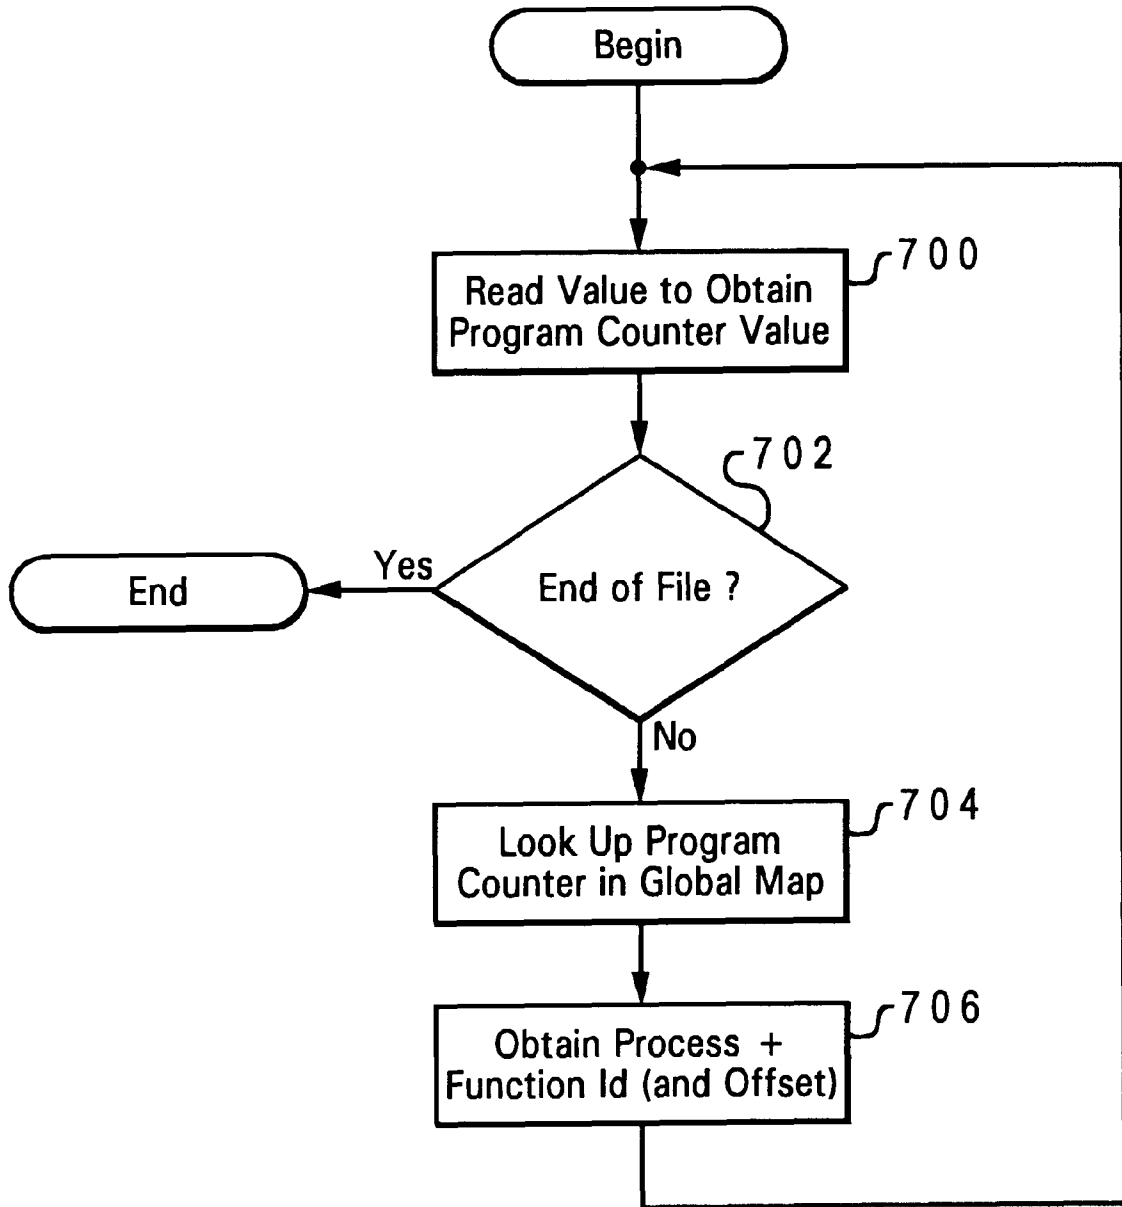 Begin
700
Read Value to Obtain
Program Counter Value
702
Yes
End
End of File ?
No
704
Look Up Program
Counter in Global Map
706
Obtain Process +
Function Id (and Offset)